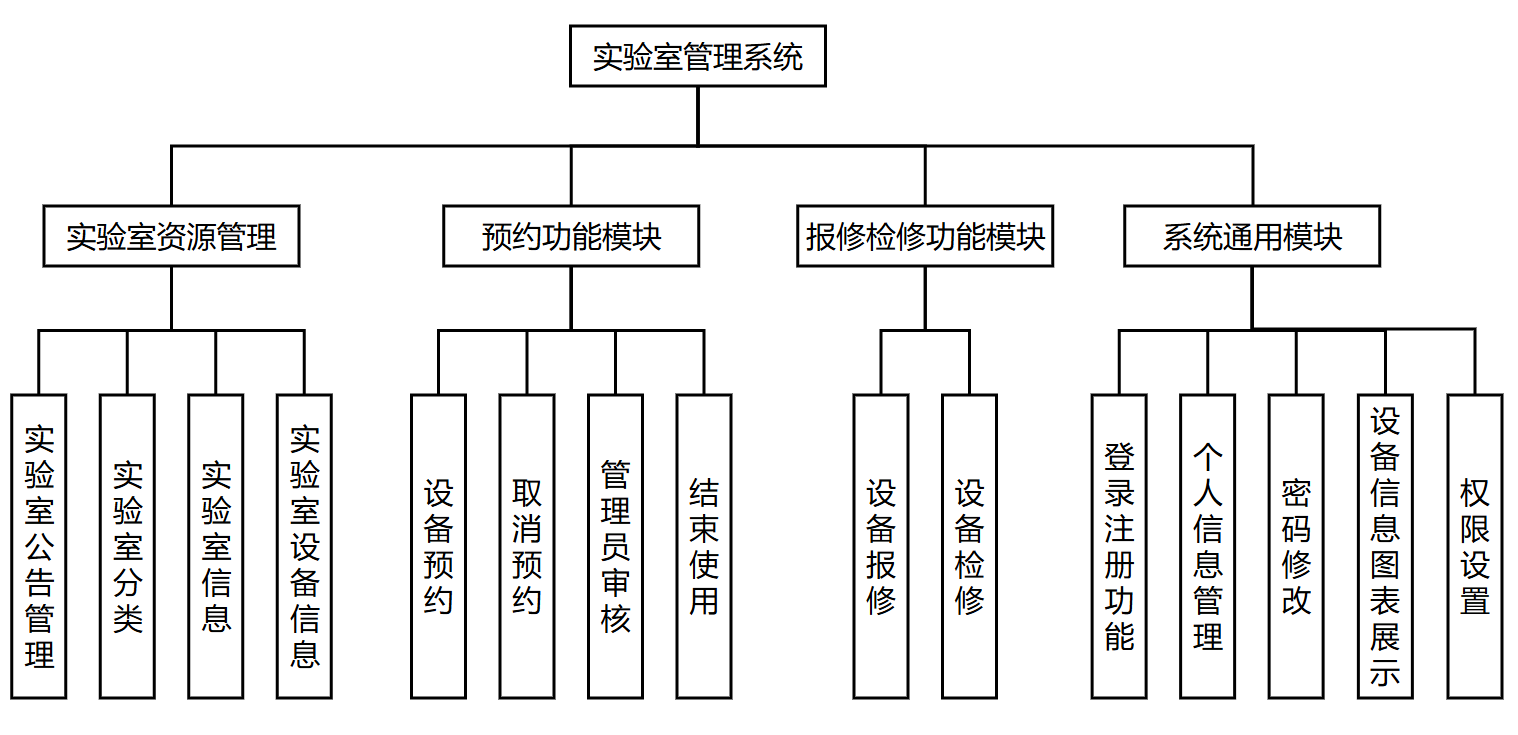 实验室管理系统
实验室资源管理
预约功能模块
报修检修功能模块
系统通用模块
实验室公告管理
实验室分类
实验室信息
实验室设备信息
设备预约
取消预约
管理员审核
结束使用
设备报修
设备检修
登录注册功能
个人信息管理
密码修改
设备信息图表展示
权限设置